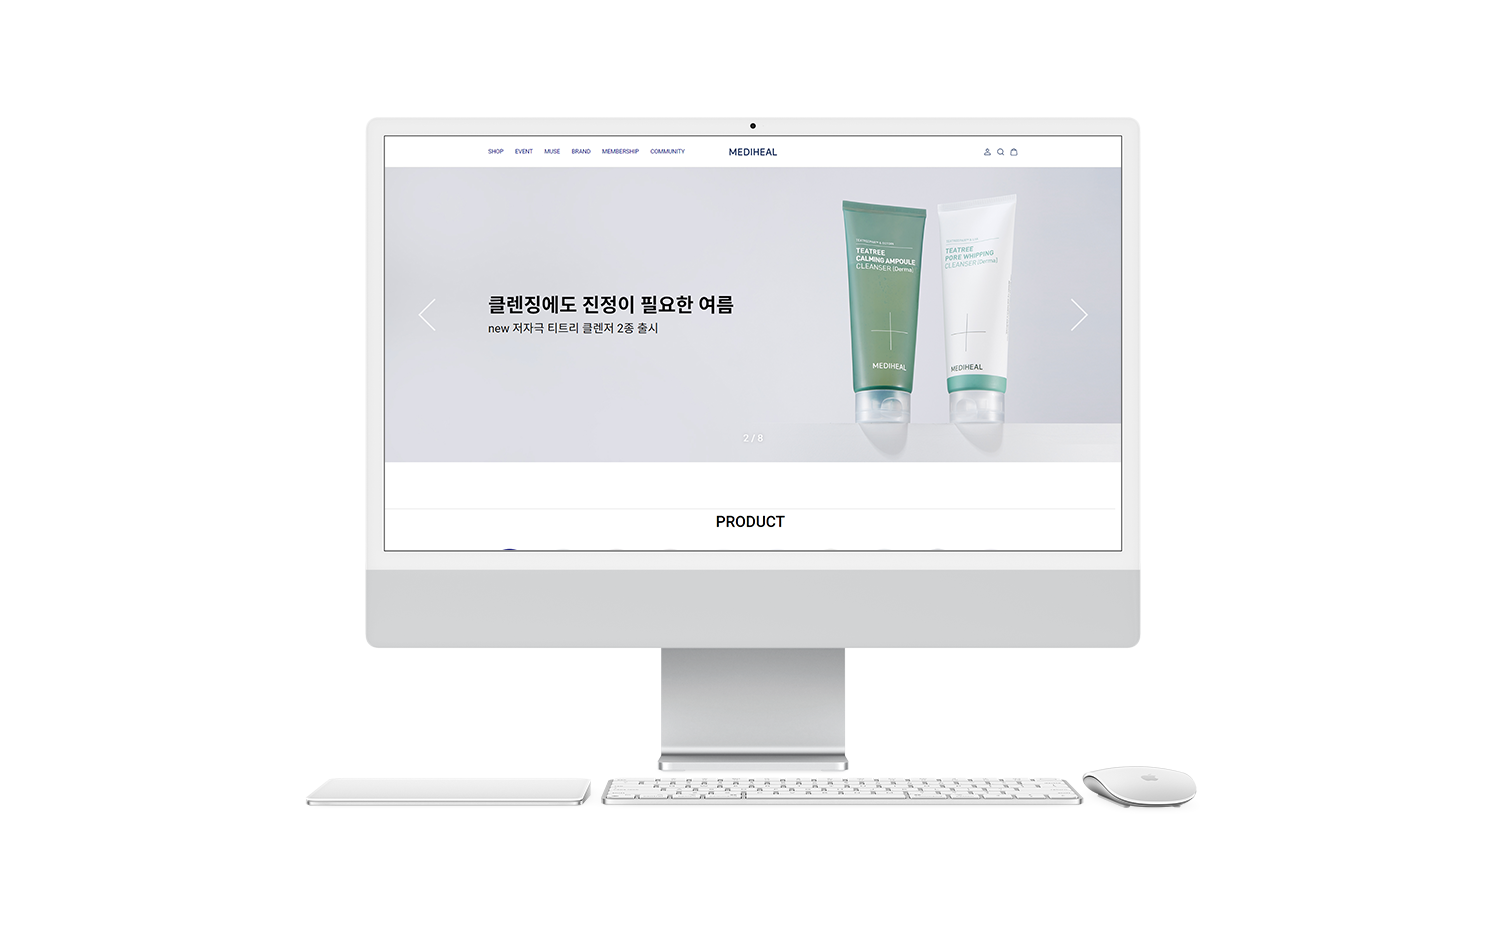 SHOP EVENT MUSE BRAND MEMBERSHIP COMMUNITY MEDIHEAL
TEATREE
CALMING AMPOULE
CLEANSER (Derma)
MEDIHEAL
TEATREE
PORE WHIPPING
CLEANSER (Derma)
MEDIHEAL
클렌징에도 진정이 필요한 여름
new 저자극 티트리 클렌저 2종 출시
2 / 8
PRODUCT